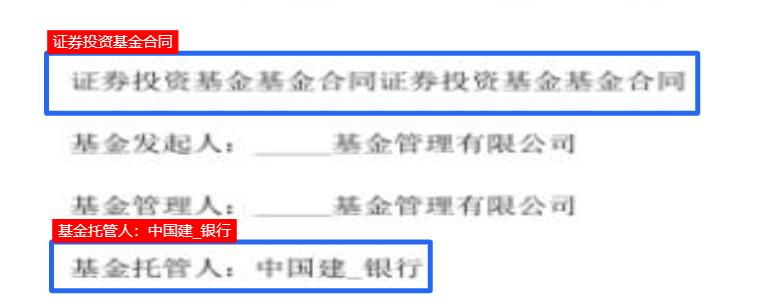 证券投资基金合同
证券投资基金基金合同证券投资基金基金合同
基金发起人：_____基金管理有限公司
基金管理人：_____基金管理有限公司
基金托管人：中国建_银行
基金托管人：中国建_银行